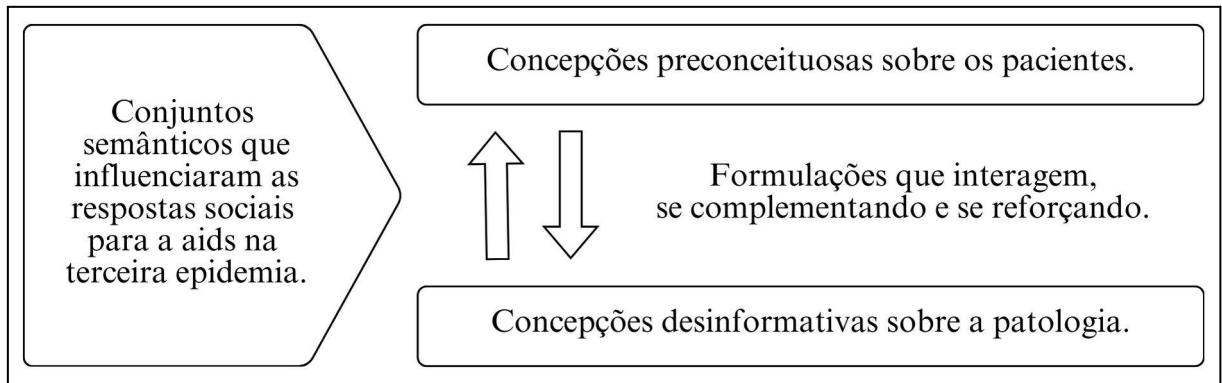 Conjuntos
semânticos que
influenciaram as
respostas sociais
para a aids na
terceira epidemia.
Concepções preconceituosas sobre os pacientes.
Formulações que interagem,
se complementando e se reforçando.
Concepções desinformativas sobre a patologia.